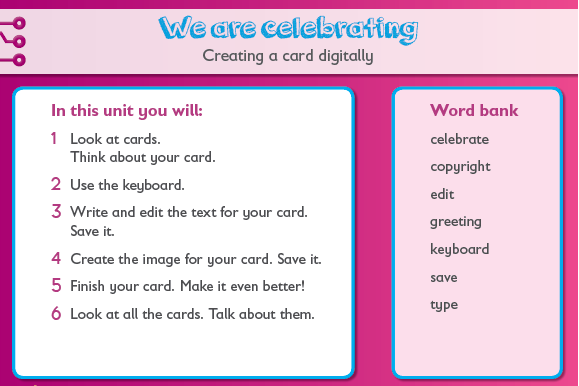 We are celebrating
Creating a card digitally
In this unit you will:
1 Look at cards.
Think about your card.
2 Use the keyboard.
3 Write and edit the text for your card.
Save it.
4 Create the image for your card. Save it.
5 Finish your card. Make it even better!
6 Look at all the cards. Talk about them.
Word bank
celebrate
copyright
edit
greeting
keyboard
save
type